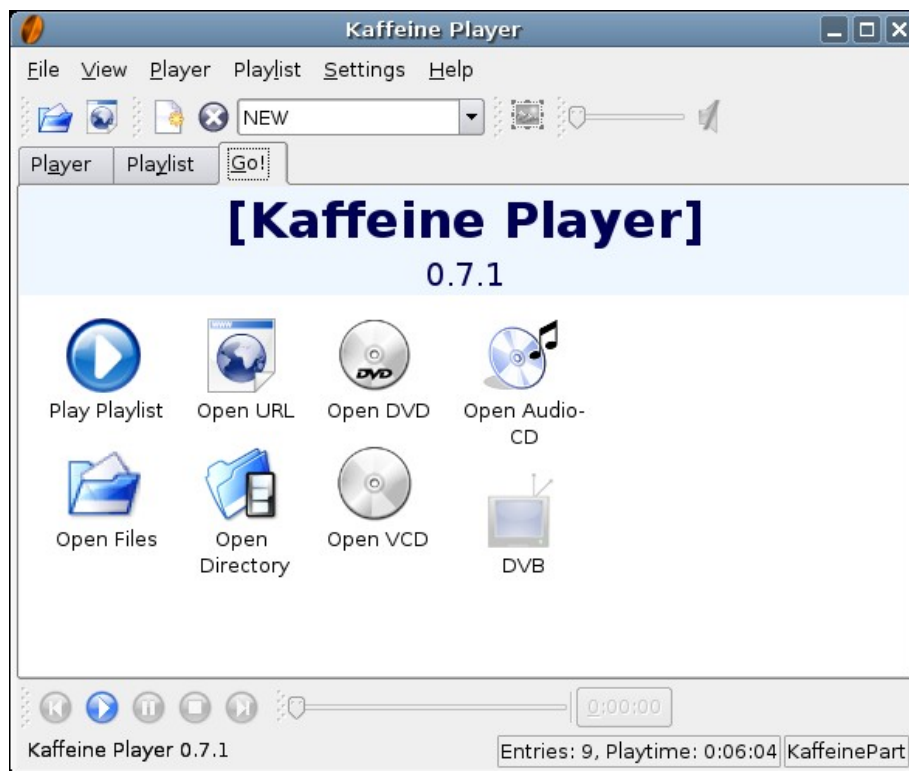 Kaffeine Player
File View Player Playlist Settings Help
NEW
Player Playlist Go!
[Kaffeine Player]
0.7.1
WWW
DVD
Play Playlist Open URL Open DVD Open Audio-
CD
Open Files Open Open VCD DVB
Directory
0:00:00
Kaffeine Player 0.7.1 Entries: 9, Playtime: 0:06:04 KaffeinePart